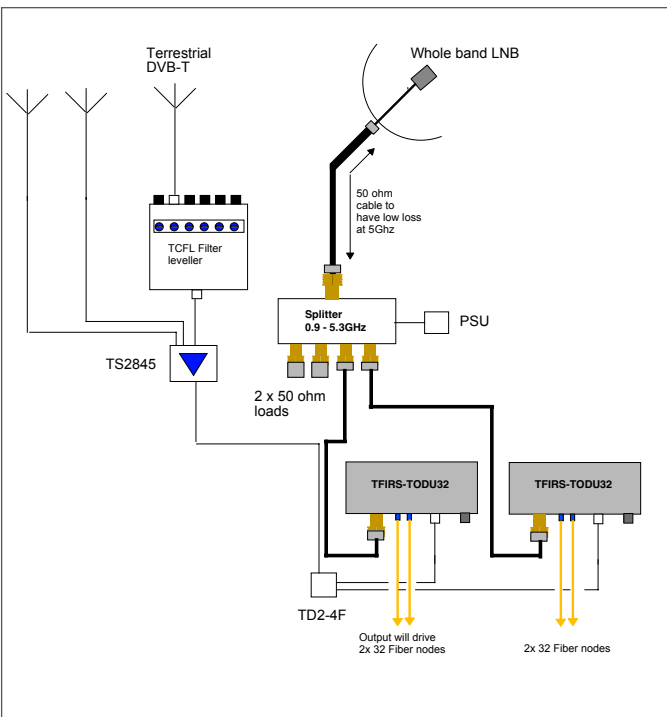 Terrestrial
DVB-T
Whole band LNB
50 ohm
cable to
have low loss
at 5Ghz
TCFL Filter
leveller
Splitter
0.9 - 5.3GHz
PSU
TS2845
2 x 50 ohm
loads
TFIRS-TODU32
TFIRS-TODU32
TD2-4F
Output will drive
2x 32 Fiber nodes
2x 32 Fiber nodes